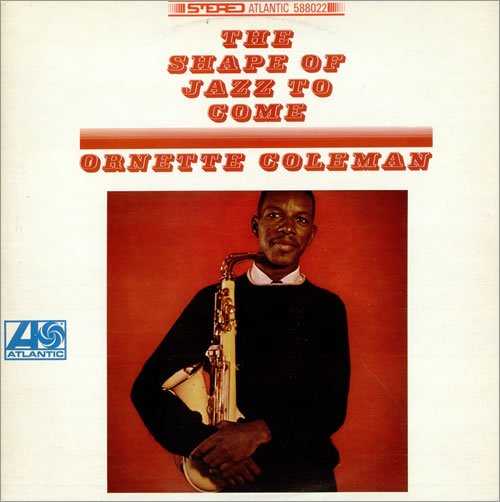 STEREO ATLANTIC 588022
THE
SHAPE OF
JAZZ TO
COME
ORNETTE COLEMAN
ATLANTIC